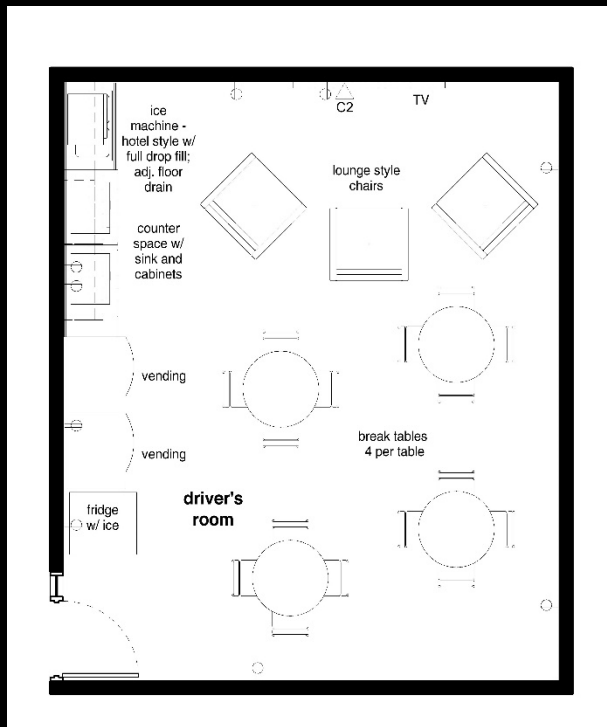 ice
machine -
hotel style w/
full drop fill;
adj. floor
drain
C2
TV
lounge style
chairs
counter
space w/
sink and
cabinets
vending
break tables
4 per table
vending
driver's
room
fridge
w/ ice